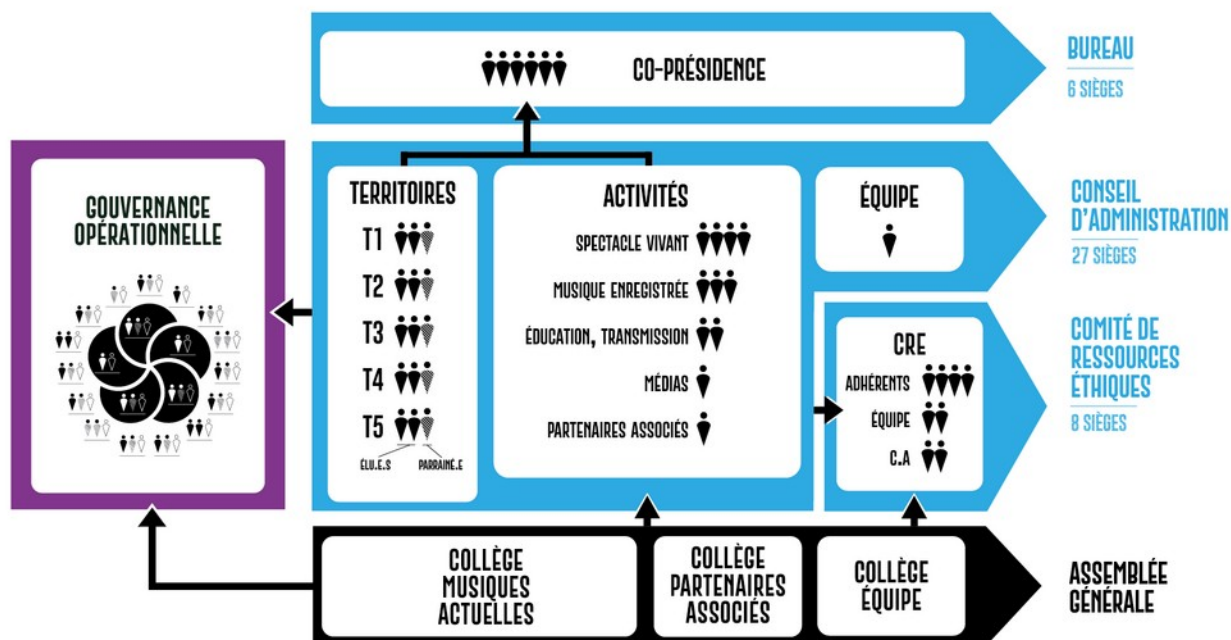 CO-PRÉSIDENCE
BUREAU
6 SIÈGES
GOUVERNANCE
OPÉRATIONNELLE
TERRITOIRES
T1
T2
T3
T4
T5
ÉLU.E.S
PARRAINÉ.E
ACTIVITÉS
SPECTACLE VIVANT
MUSIQUE ENREGISTRÉE
ÉDUCATION, TRANSMISSION
MÉDIAS
PARTENAIRES ASSOCIÉS
ÉQUIPE
CONSEIL
D'ADMINISTRATION
27 SIÈGES
CRE
ADHÉRENTS
ÉQUIPE
C.A
COMITÉ DE
RESSOURCES
ÉTHIQUES
8 SIÈGES
COLLÈGE
MUSIQUES
ACTUELLES
COLLÈGE
PARTENAIRES
ASSOCIÉS
COLLÈGE
ÉQUIPE
ASSEMBLÉE
GÉNÉRALE